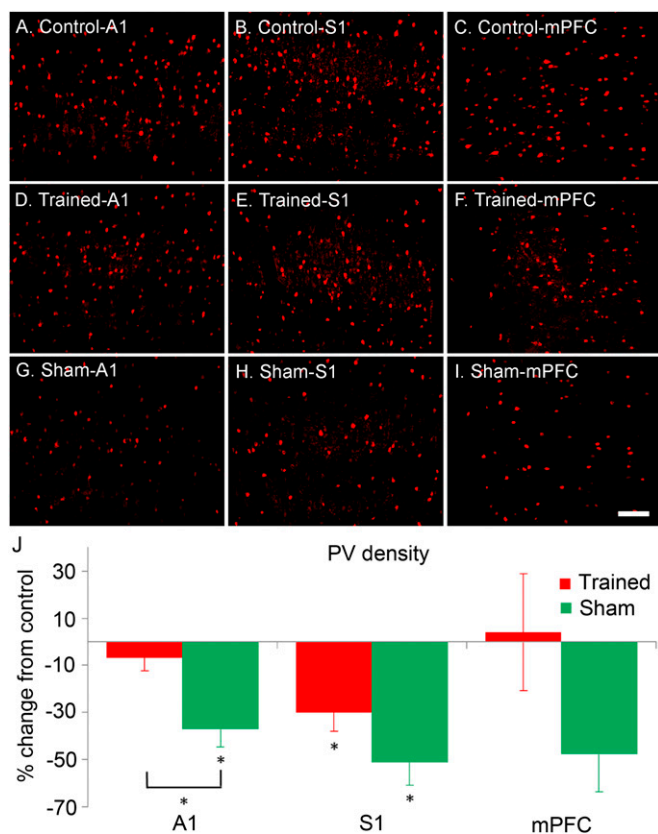 A. Control-A1
B. Control-S1
C. Control-mPFC
D. Trained-A1
E. Trained-S1
F. Trained-mPFC
G. Sham-A1
H. Sham-S1
I. Sham-mPFC
J
PV density
Trained
Sham
% change from control
30
10
-10
-30
-50
-70
*
*
*
*
A1
S1
mPFC